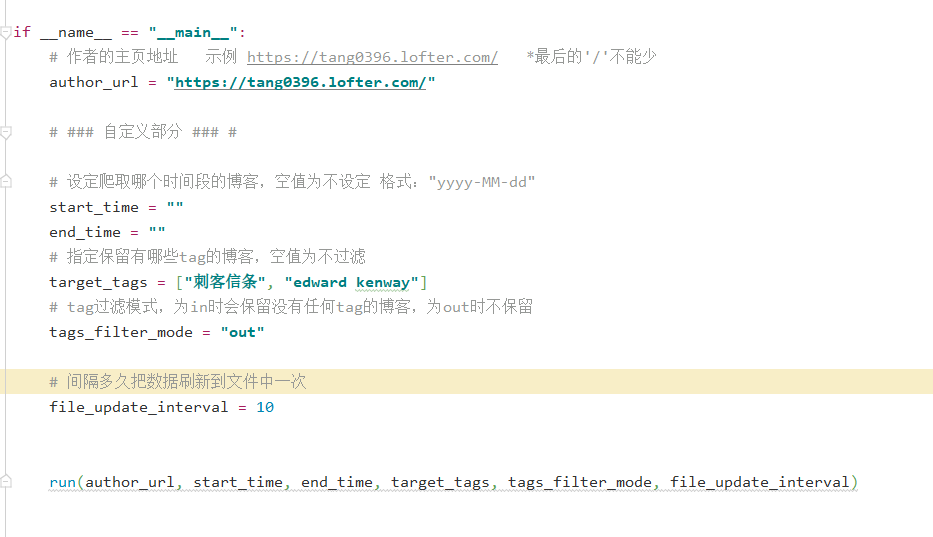 if __name__ == "__main__":
# 作者的主页地址 示例 https://tang0396.lofter.com/ *最后的'/'不能少
author_url = "https://tang0396.lofter.com/"
# ### 自定义部分 ### #
# 设定爬取哪个时间段的博客，空值为不设定 格式："yyyy-MM-dd"
start_time = ""
end_time = ""
# 指定保留有哪些tag的博客，空值为不过滤
target_tags = ["刺客信条", "edward kenway"]
# tag过滤模式，为in时会保留没有任何tag的博客，为out时不保留
tags_filter_mode = "out"
# 间隔多久把数据刷新到文件中一次
file_update_interval = 10
run(author_url, start_time, end_time, target_tags, tags_filter_mode, file_update_interval)